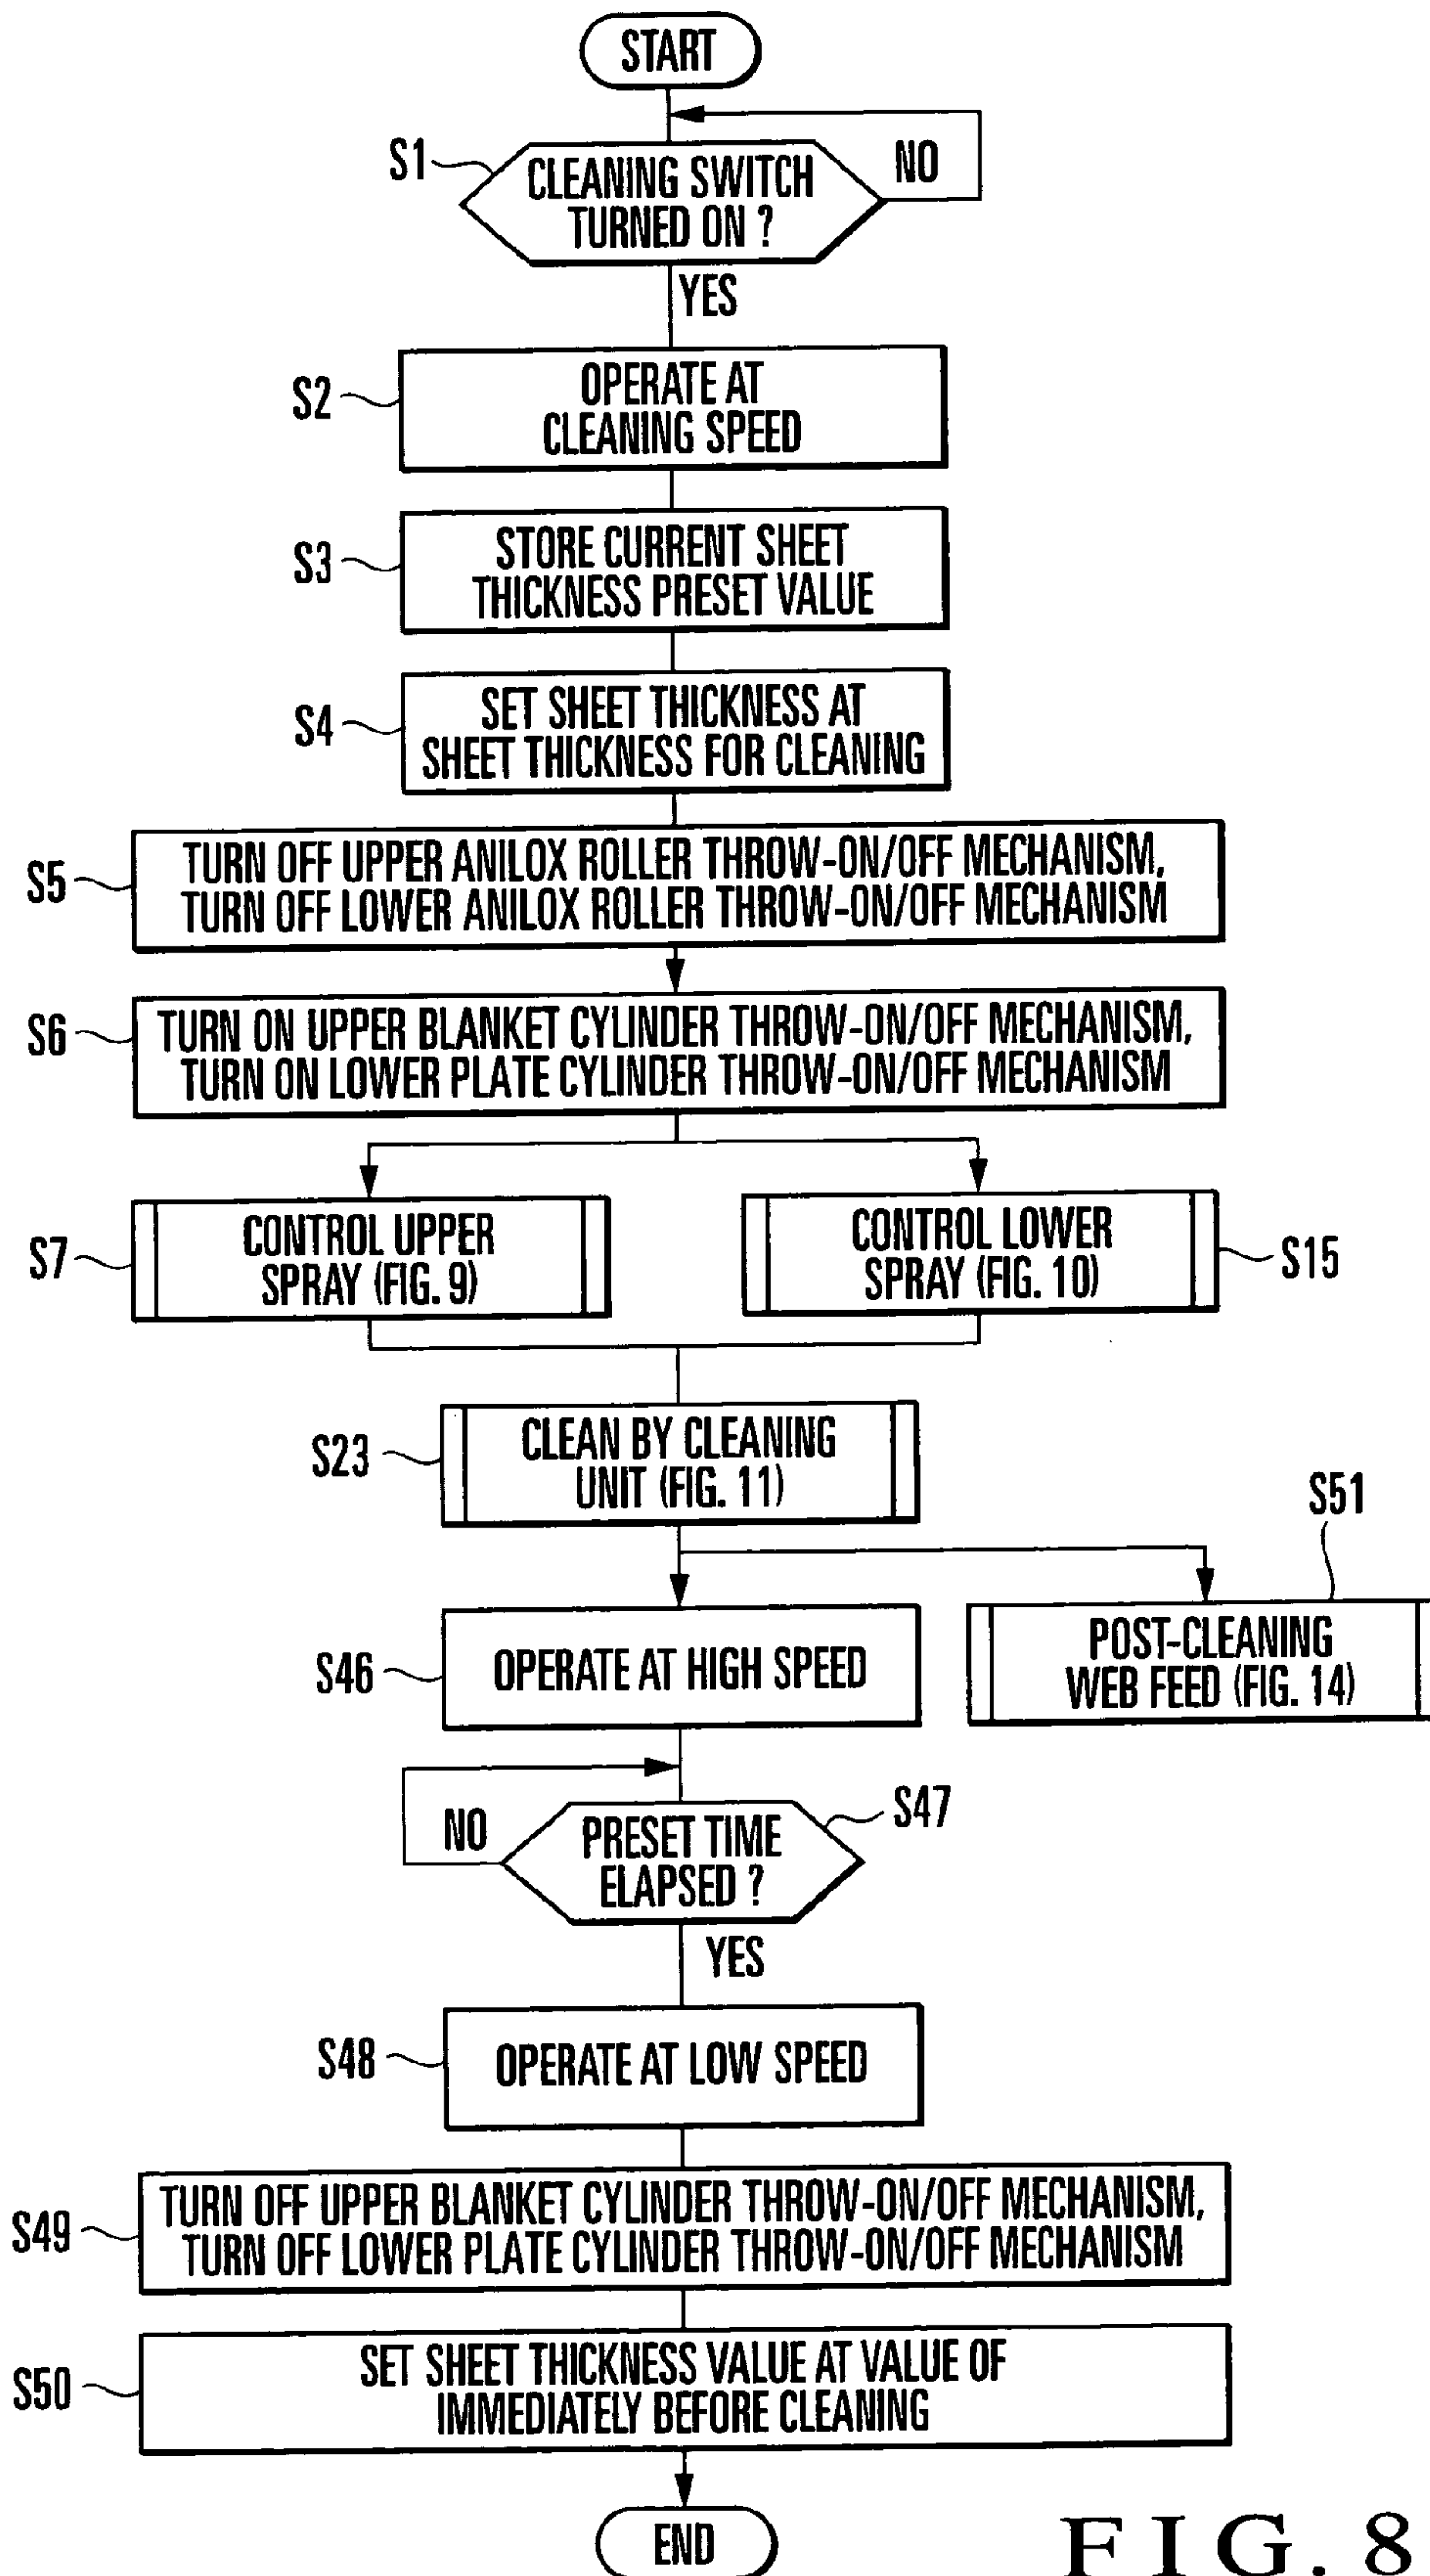 START
S1
CLEANING SWITCH
TURNED ON ?
NO
YES
S2
OPERATE AT
CLEANING SPEED
S3
STORE CURRENT SHEET
THICKNESS PRESET VALUE
S4
SET SHEET THICKNESS AT
SHEET THICKNESS FOR CLEANING
S5
TURN OFF UPPER ANILOX ROLLER THROW-ON/OFF MECHANISM,
TURN OFF LOWER ANILOX ROLLER THROW-ON/OFF MECHANISM
S6
TURN ON UPPER BLANKET CYLINDER THROW-ON/OFF MECHANISM,
TURN ON LOWER PLATE CYLINDER THROW-ON/OFF MECHANISM
S7
CONTROL UPPER
SPRAY (FIG. 9)
CONTROL LOWER
SPRAY (FIG. 10)
S15
S23
CLEAN BY CLEANING
UNIT (FIG. 11)
S51
S46
OPERATE AT HIGH SPEED
POST-CLEANING
WEB FEED (FIG. 14)
S47
NO
PRESET TIME
ELAPSED ?
YES
S48
OPERATE AT LOW SPEED
S49
TURN OFF UPPER BLANKET CYLINDER THROW-ON/OFF MECHANISM,
TURN OFF LOWER PLATE CYLINDER THROW-ON/OFF MECHANISM
S50
SET SHEET THICKNESS VALUE AT VALUE OF
IMMEDIATELY BEFORE CLEANING
END
FIG. 8